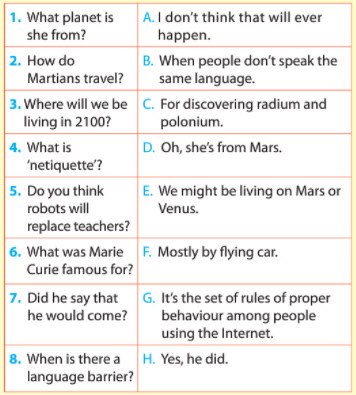 1. What planet is she from?
A. I don't think that will ever happen.
2. How do Martians travel?
B. When people don't speak the same language.
3. Where will we be living in 2100?
C. For discovering radium and polonium.
4. What is 'netiquette'?
D. Oh, she's from Mars.
5. Do you think robots will replace teachers?
E. We might be living on Mars or Venus.
6. What was Marie Curie famous for?
F. Mostly by flying car.
7. Did he say that he would come?
G. It's the set of rules of proper behaviour among people using the Internet.
8. When is there a language barrier?
H. Yes, he did.